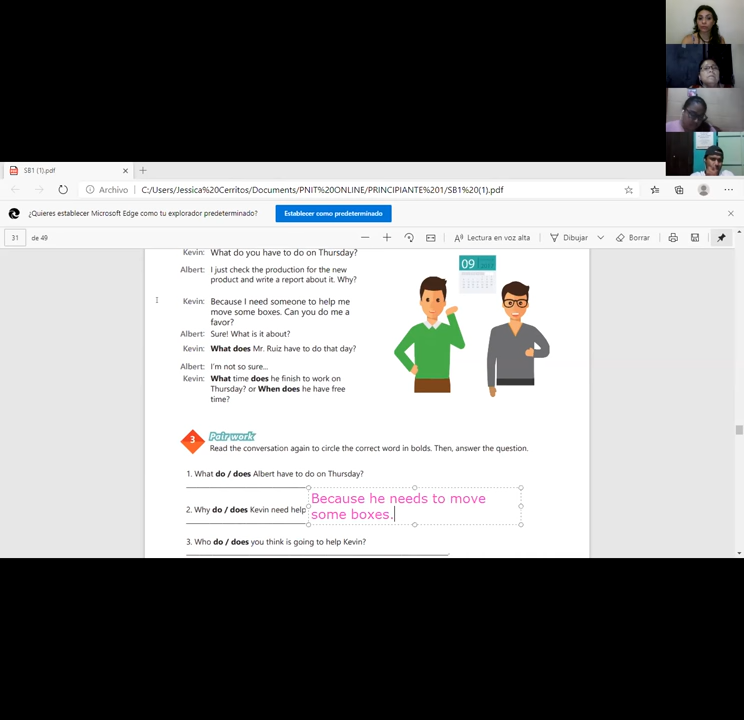 SB1 (1).pdf
Archivo C:/Users/Jessica%20Cerritos/Documents/PNIT%20ONLINE/PRINCIPIANTE%201/SB1%20(1).pdf
¿Quieres establecer Microsoft Edge como tu explorador predeterminado? Establecer como predeterminado
31 de 49 Lectura en voz alta Dibujar Borrar
Kevin: What do you have to do on Thursday?
Albert: I just check the production for the new
product and write a report about it. Why?
Kevin: Because I need someone to help me
move some boxes. Can you do me a
favor?
Albert: Sure! What is it about?
Kevin: What does Mr. Ruiz have to do that day?
Albert: I'm not so sure...
Kevin: What time does he finish to work on
Thursday? or When does he have free
time?
09
3 Pair work
Read the conversation again to circle the correct word in bolds. Then, answer the question.
1. What do / does Albert have to do on Thursday?
Because he needs to move
some boxes.
2. Why do / does Kevin need help
3. Who do / does you think is going to help Kevin?